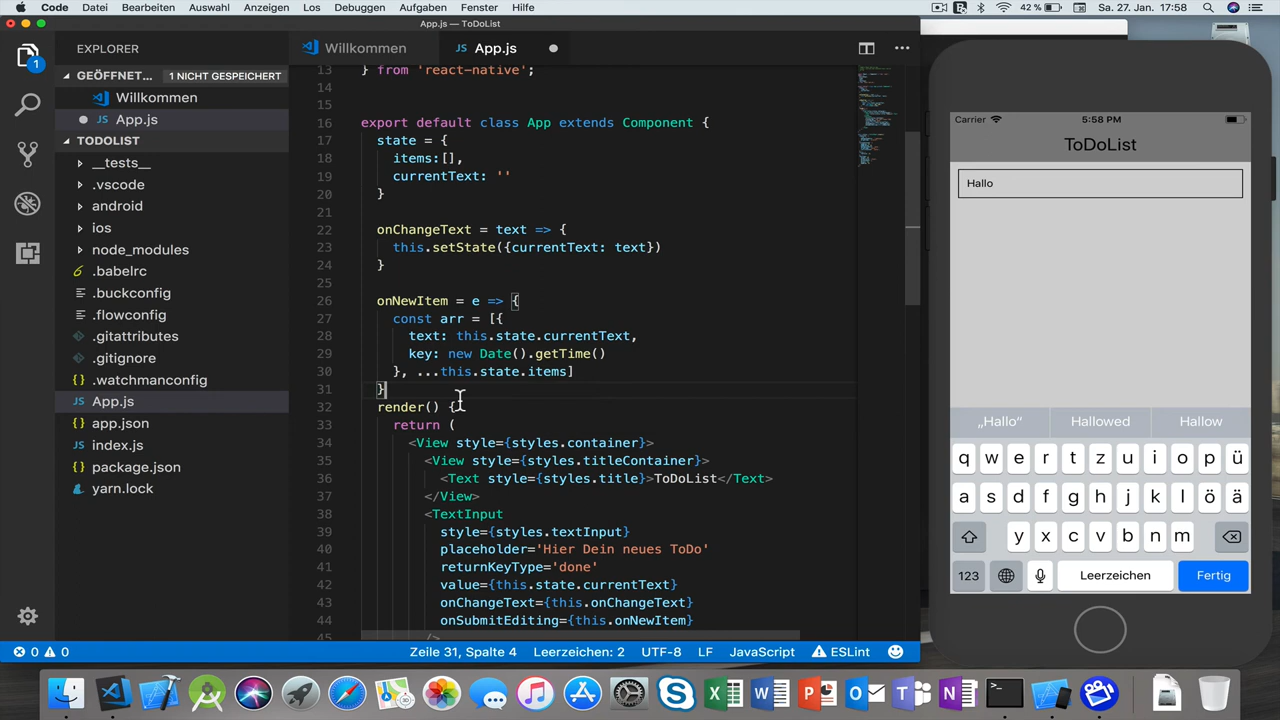 Code Datei Bearbeiten Auswahl Anzeigen Los Debuggen Aufgaben Fenster Hilfe 42 % Sa. 27. Jan. 17:58
App.js — ToDoList
EXPLORER
GEÖFFNET... 1 NICHT GESPEICHERT
Willkommen
App.js
TODOLIST
__tests__
.vscode
android
ios
node_modules
.babelrc
.buckconfig
.flowconfig
.gitattributes
.gitignore
.watchmanconfig
App.js
app.json
index.js
package.json
yarn.lock
1
Willkommen App.js
13 } from 'react-native';
14
15
16 export default class App extends Component {
17 state = {
18 items:[],
19 currentText: ''
20 }
21
22 onChangeText = text => {
23 this.setState({currentText: text})
24 }
25
26 onNewItem = e => {
27 const arr = [{
28 text: this.state.currentText,
29 key: new Date().getTime()
30 }, ...this.state.items]
31 }
32 render() {
33 return (
34 <View style={styles.container}>
35 <View style={styles.titleContainer}>
36 <Text style={styles.title}>ToDoList</Text>
37 </View>
38 <TextInput
39 style={styles.textInput}
40 placeholder='Hier Dein neues ToDo'
41 returnKeyType='done'
42 value={this.state.currentText}
43 onChangeText={this.onChangeText}
44 onSubmitEditing={this.onNewItem}
45 />
0 0 Zeile 31, Spalte 4 Leerzeichen: 2 UTF-8 LF JavaScript ESLint
Carrier 5:58 PM
ToDoList
Hallo
„Hallo“ Hallowed Hallow
q w e r t z u i o p ü
a s d f g h j k l ö ä
y x c v b n m
123 Leerzeichen Fertig